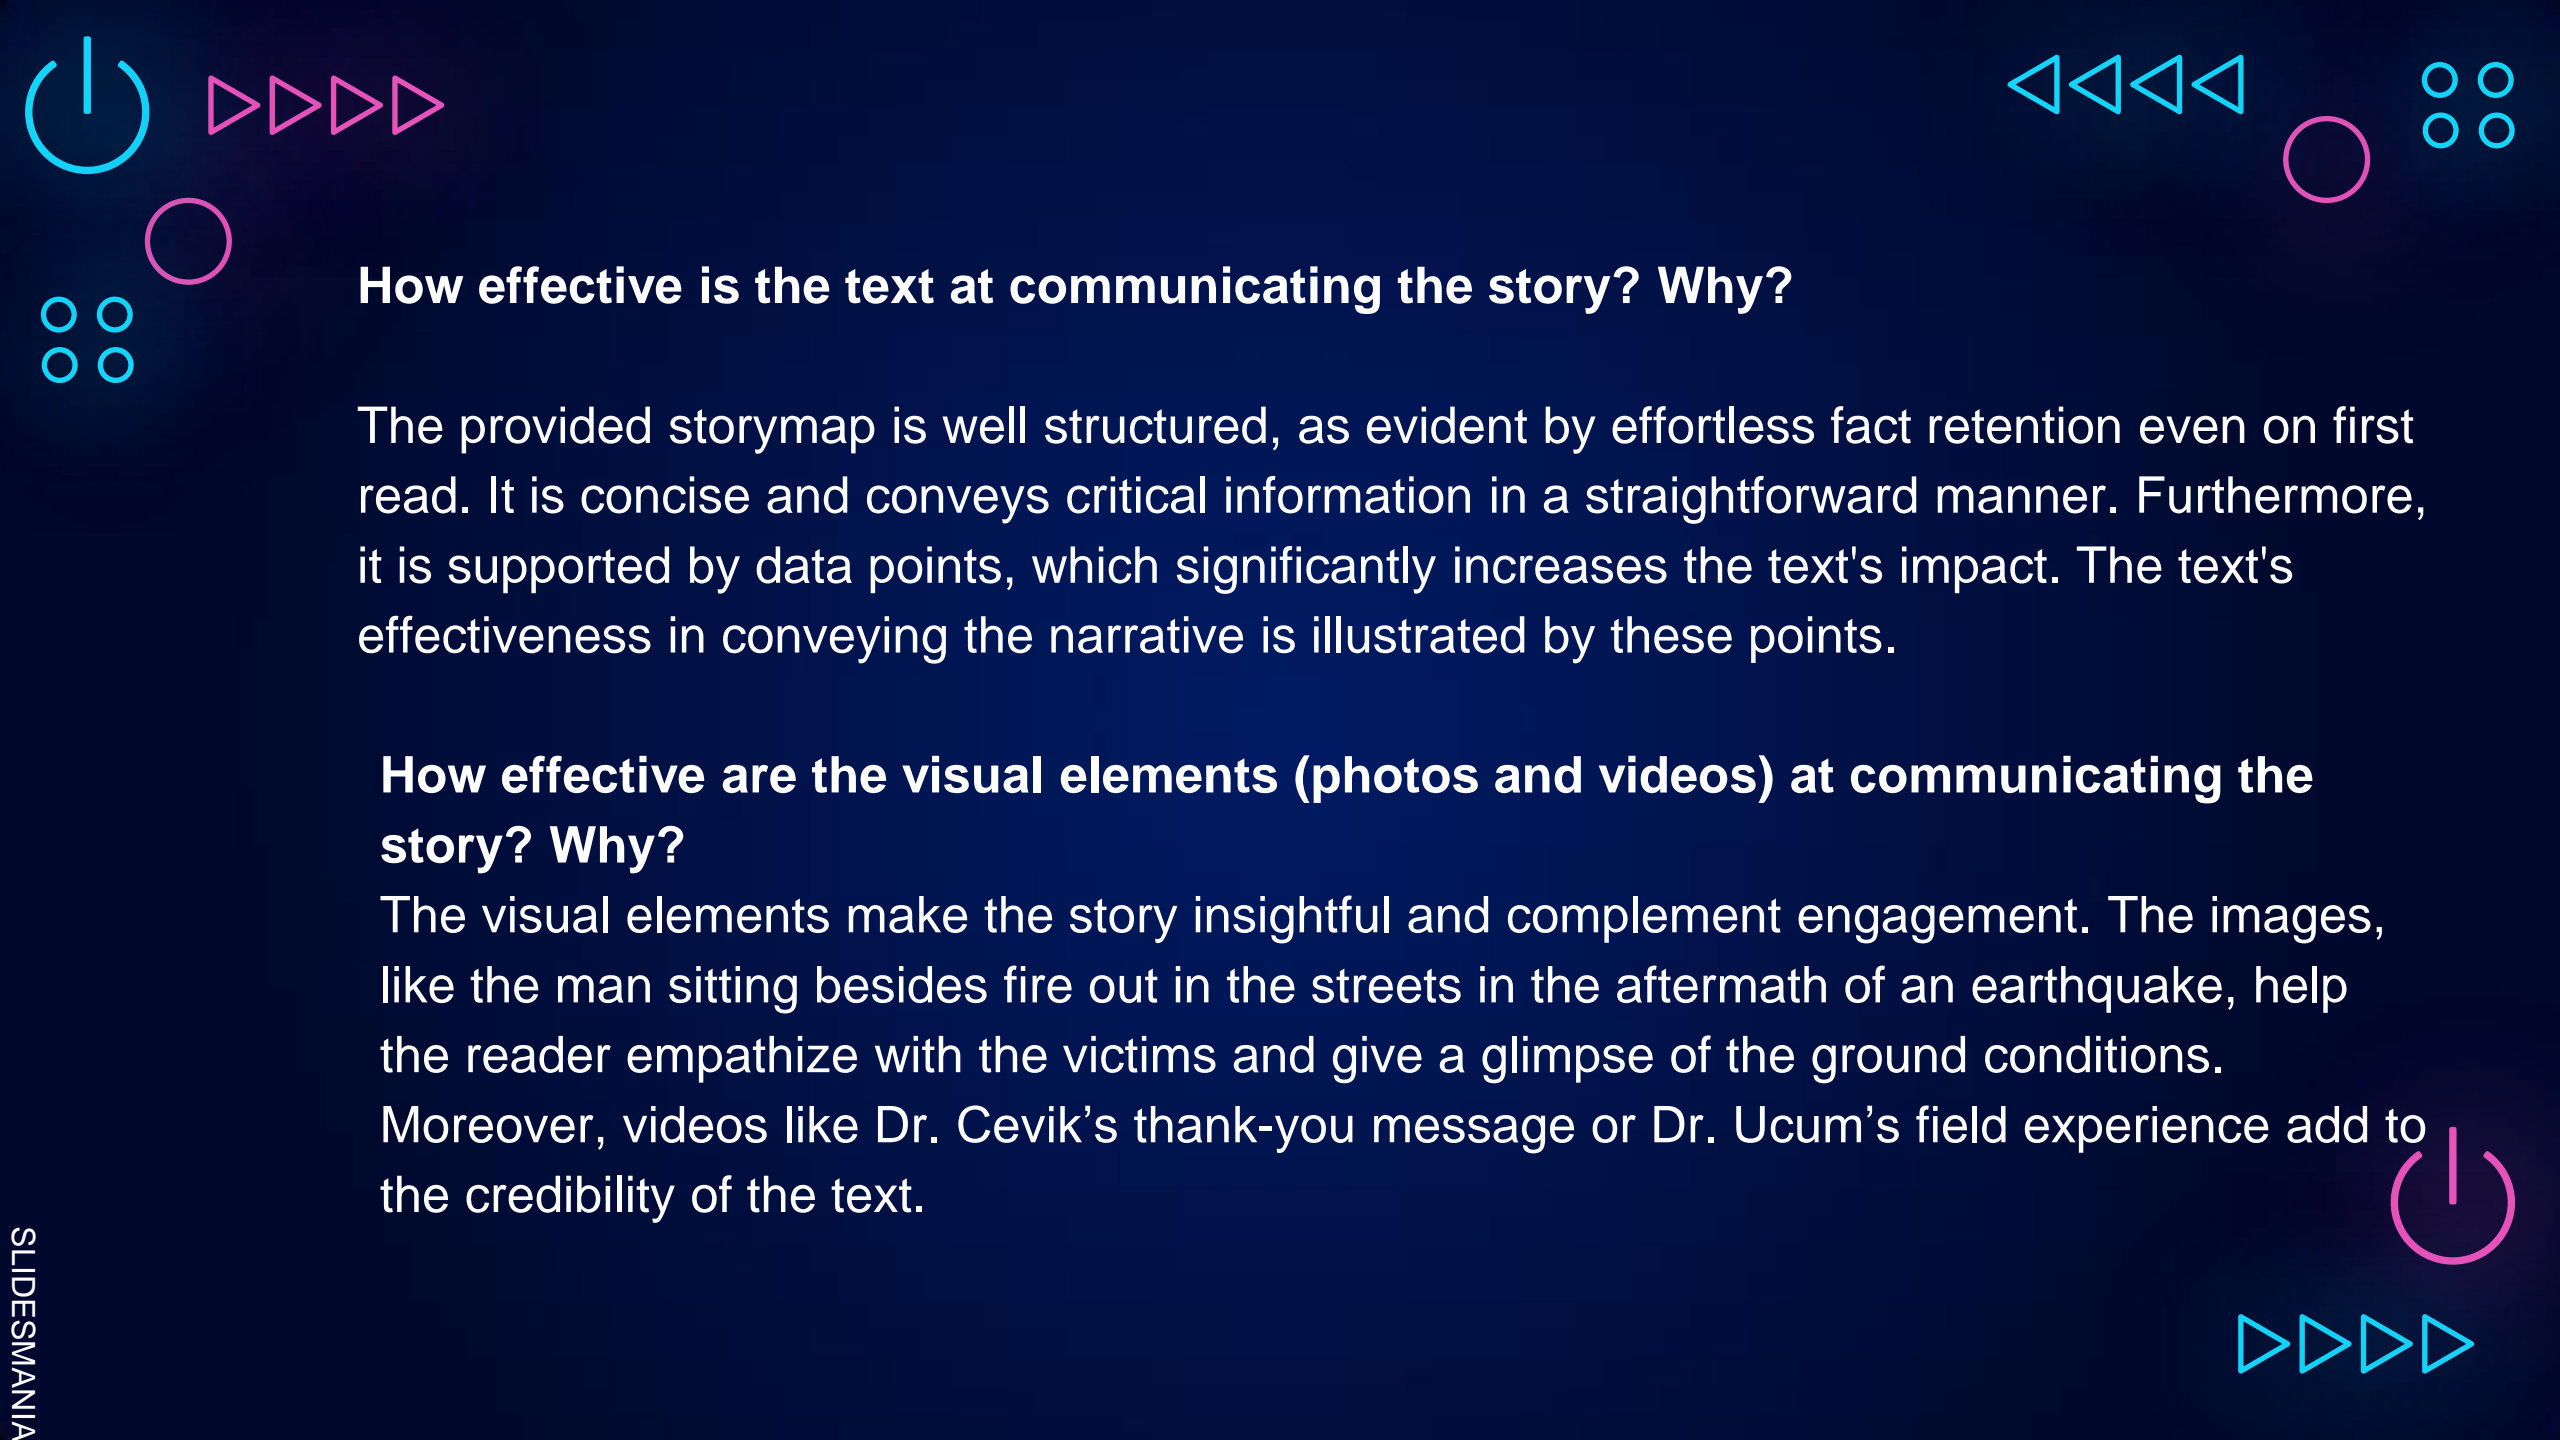 How effective is the text at communicating the story? Why?
The provided storymap is well structured, as evident by effortless fact retention even on first
read. It is concise and conveys critical information in a straightforward manner. Furthermore,
it is supported by data points, which significantly increases the text's impact. The text's
effectiveness in conveying the narrative is illustrated by these points.
How effective are the visual elements (photos and videos) at communicating the
story? Why?
The visual elements make the story insightful and complement engagement. The images,
like the man sitting besides fire out in the streets in the aftermath of an earthquake, help
the reader empathize with the victims and give a glimpse of the ground conditions.
Moreover, videos like Dr. Cevik’s thank-you message or Dr. Ucum’s field experience add to
the credibility of the text.
SLIDESMANIA